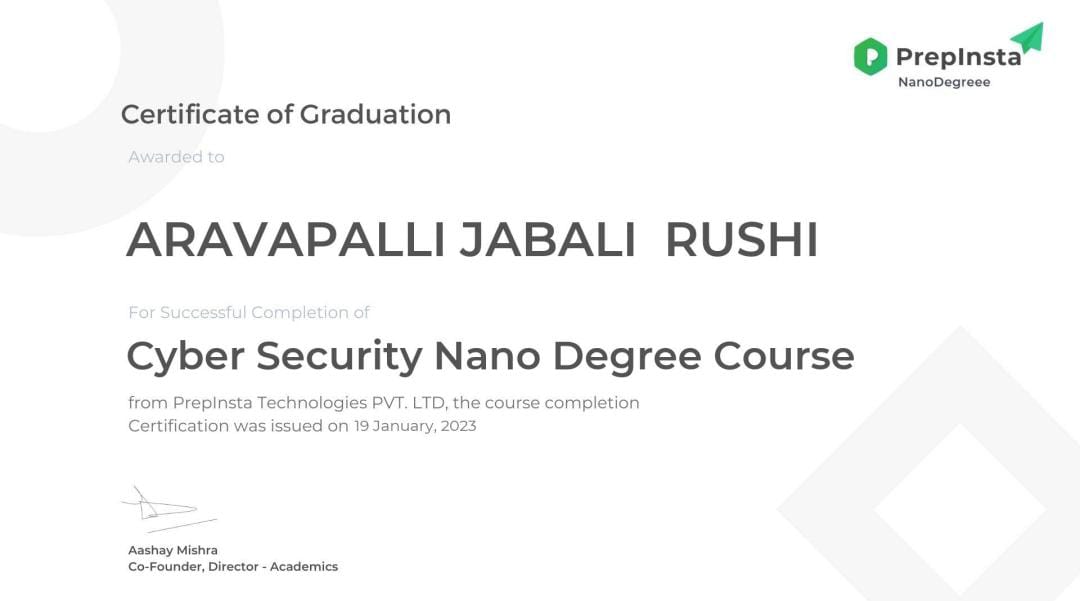 PrepInsta
NanoDegreee
Certificate of Graduation
Awarded to
ARAVAPALLI JABALI  RUSHI
For Successful Completion of
Cyber Security Nano Degree Course
from PrepInsta Technologies PVT. LTD, the course completion
Certification was issued on 19 January, 2023
Aashay Mishra
Co-Founder, Director - Academics